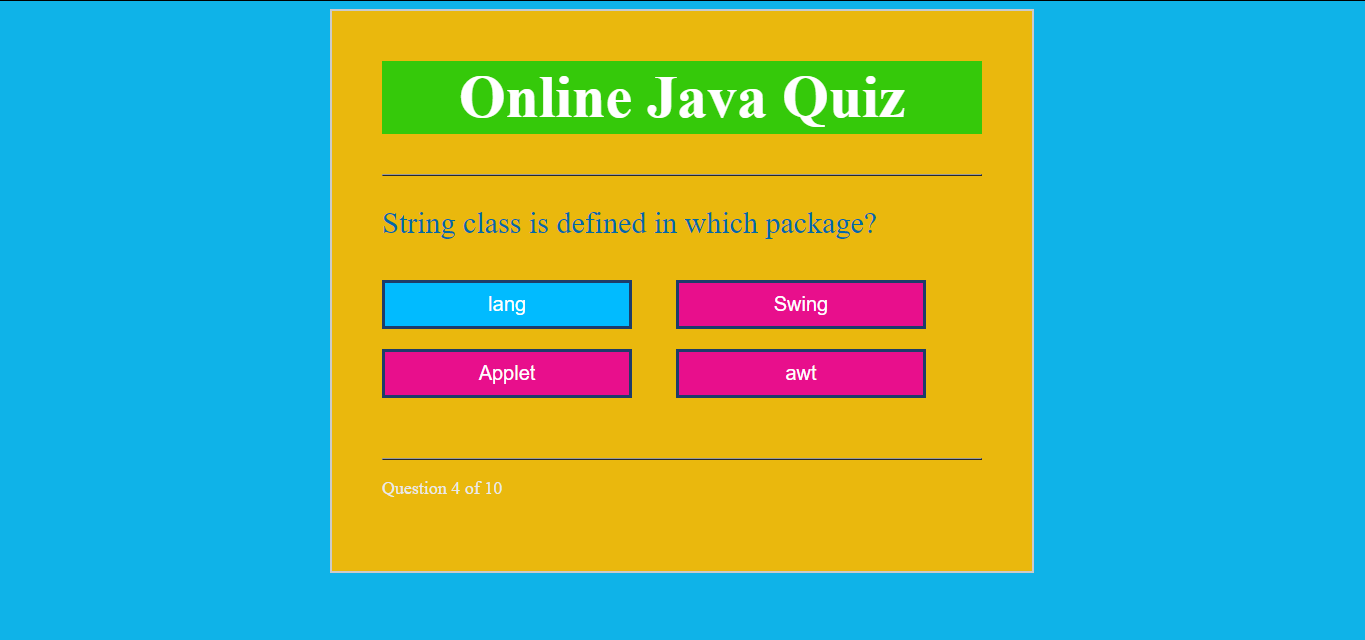 Online Java Quiz
String class is defined in which package?
lang
Swing
Applet
awt
Question 4 of 10